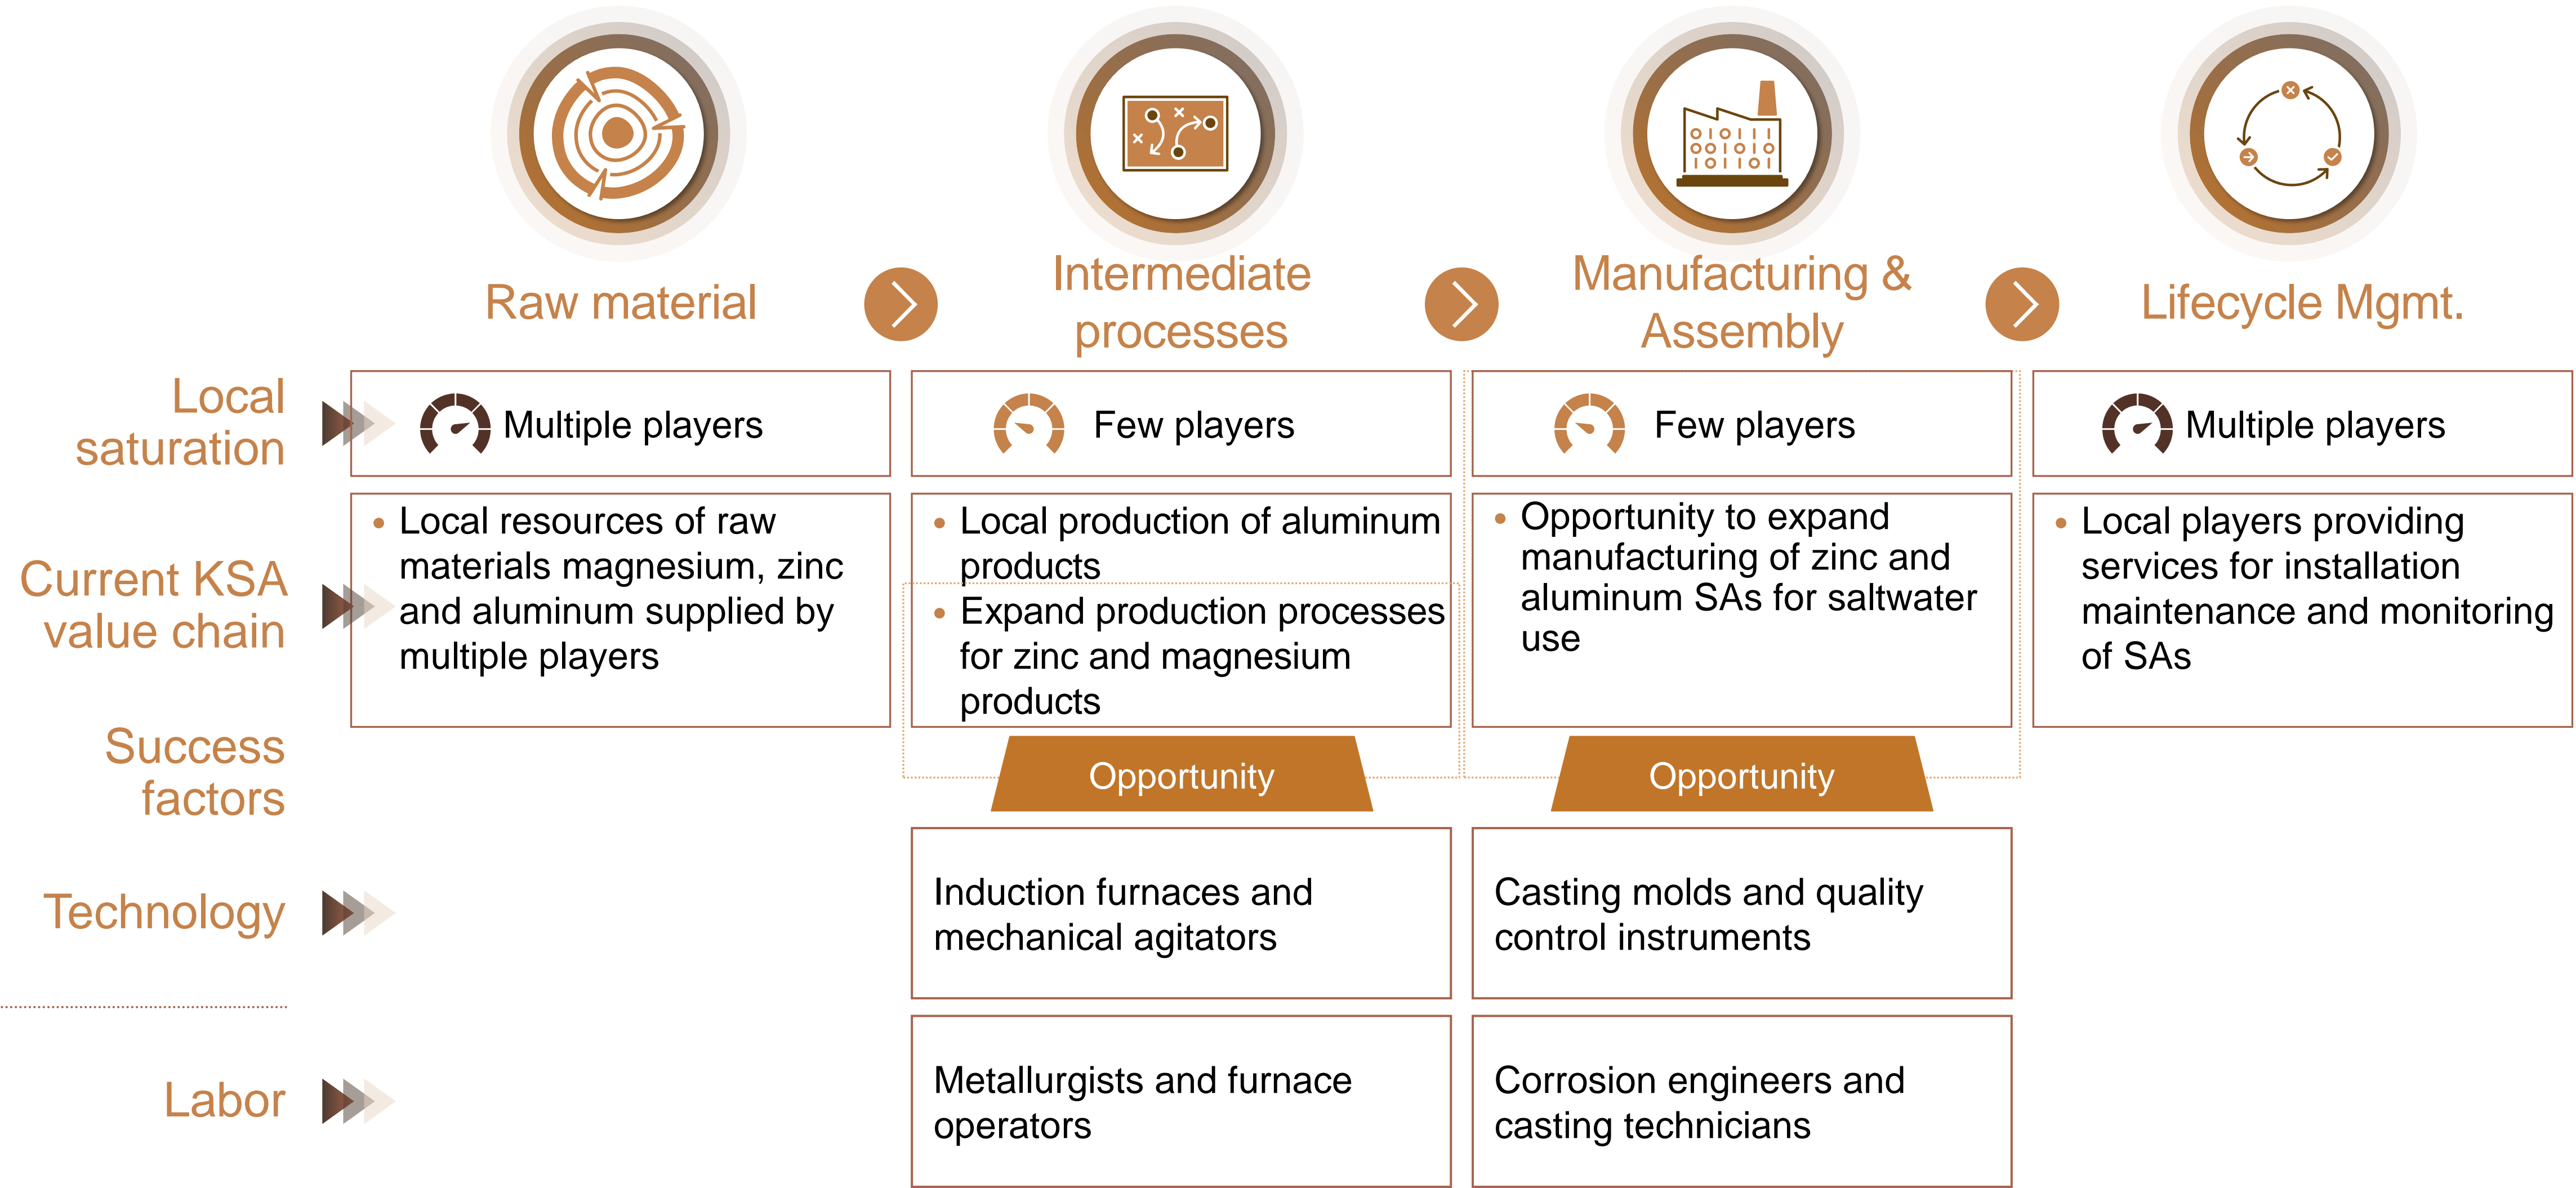 Raw material
Intermediate
processes
Manufacturing &
Assembly
Lifecycle Mgmt.
Local
saturation
Multiple players
Few players
Few players
Multiple players
Current KSA
value chain
• Local resources of raw
materials magnesium, zinc
and aluminum supplied by
multiple players
• Local production of aluminum
products
• Expand production processes
for zinc and magnesium
products
• Opportunity to expand
manufacturing of zinc and
aluminum SAs for saltwater
use
• Local players providing
services for installation
maintenance and monitoring
of SAs
Success
factors
Opportunity
Opportunity
Technology
Induction furnaces and
mechanical agitators
Casting molds and quality
control instruments
Labor
Metallurgists and furnace
operators
Corrosion engineers and
casting technicians